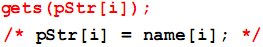 gets(pStr[i]);
/* pStr[i] = name[i]; */